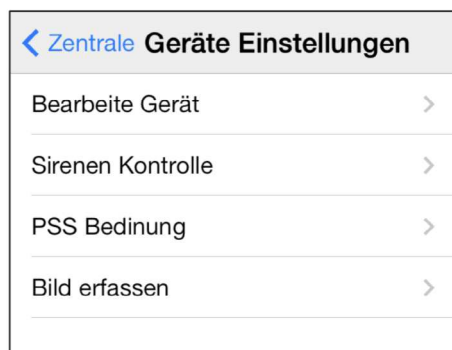 Zentrale Geräte Einstellungen
Bearbeite Gerät
Sirenen Kontrolle
PSS Bedinung
Bild erfassen